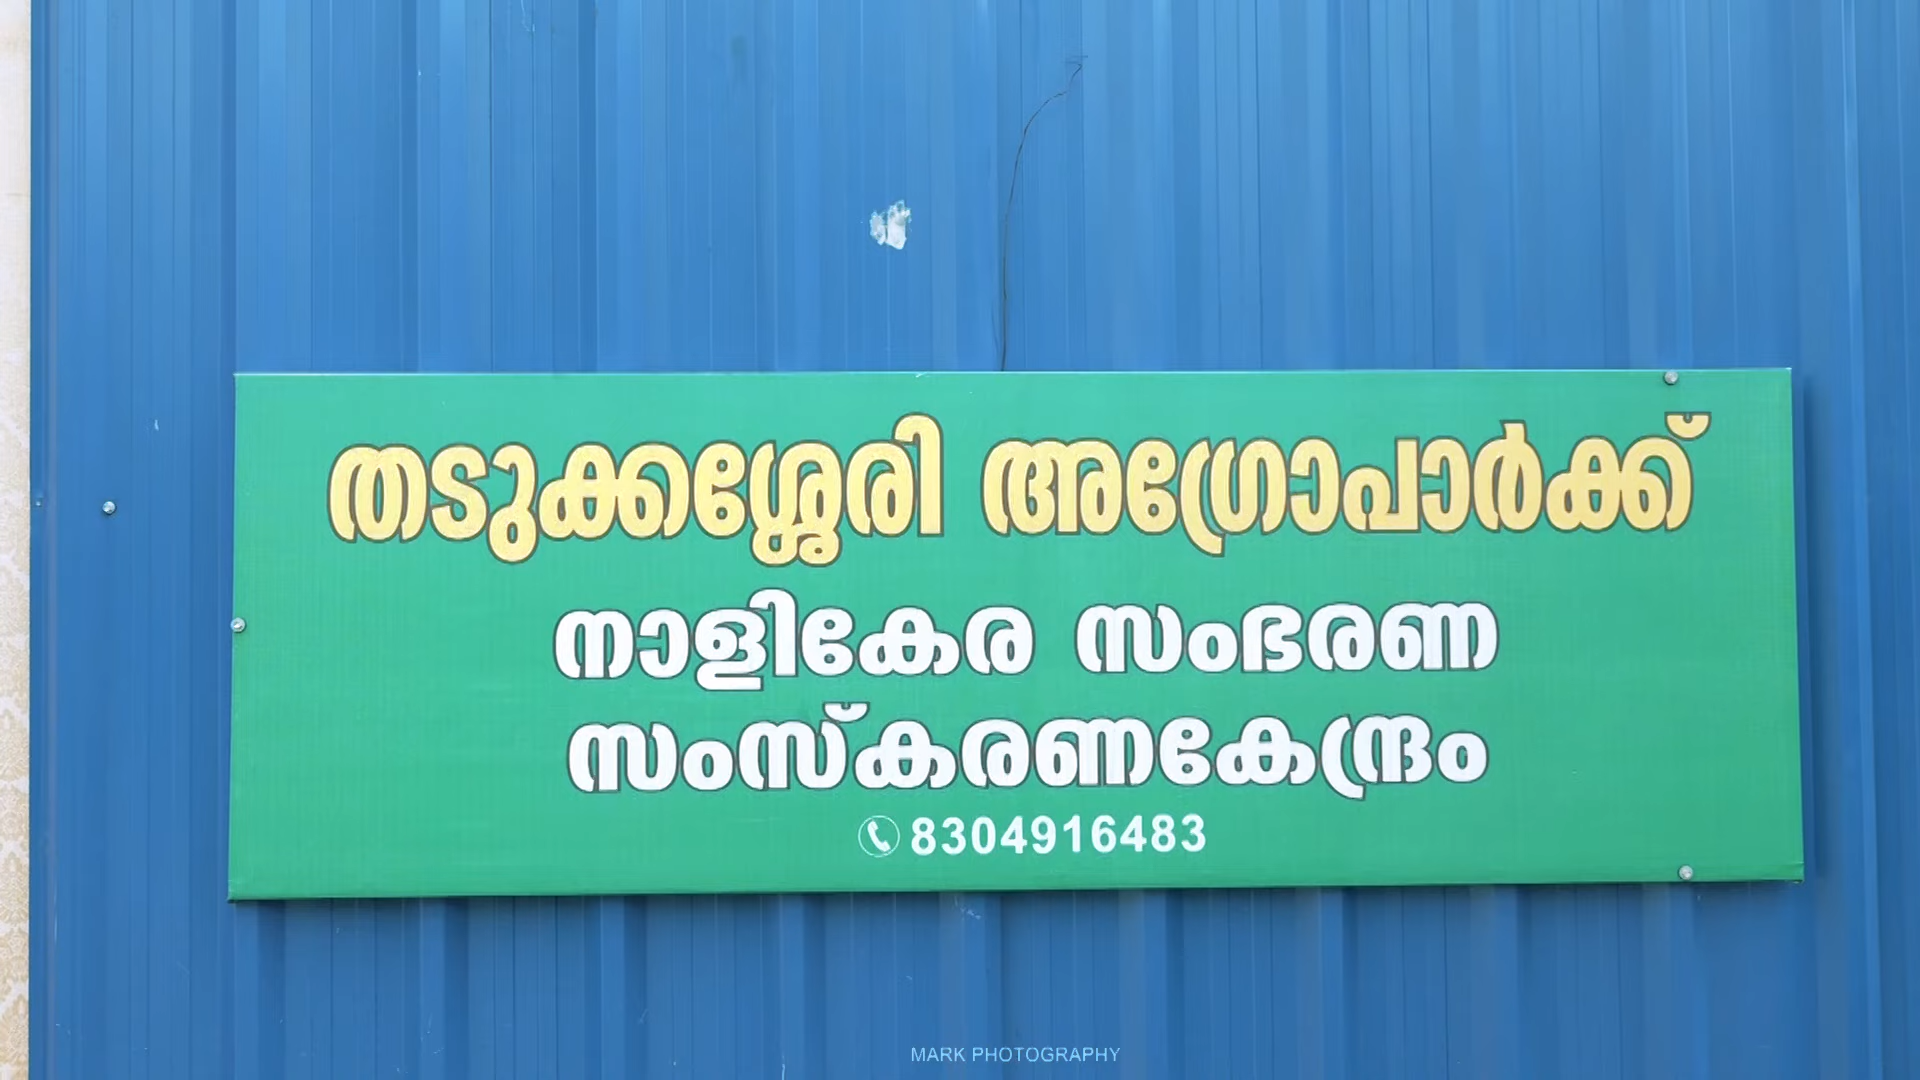 തടുക്കശ്ശേരി അഗ്രോപാർക്ക്
നാളികേര സംഭരണ
സംസ്കരണകേന്ദ്രം
8304916483
MARK PHOTOGRAPHY